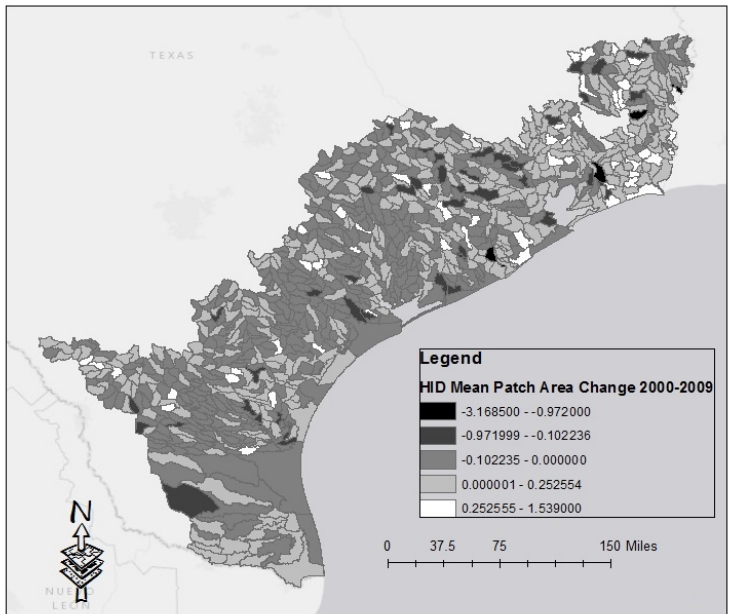 TEXAS
Legend
HID Mean Patch Area Change 2000-2009
-3.168500 - -0.972000
-0.971999 - -0.102236
-0.102235 - 0.000000
0.000001 - 0.252554
0.252555 - 1.539000
0 37.5 75 150 Miles
N
NUEVO
LEON